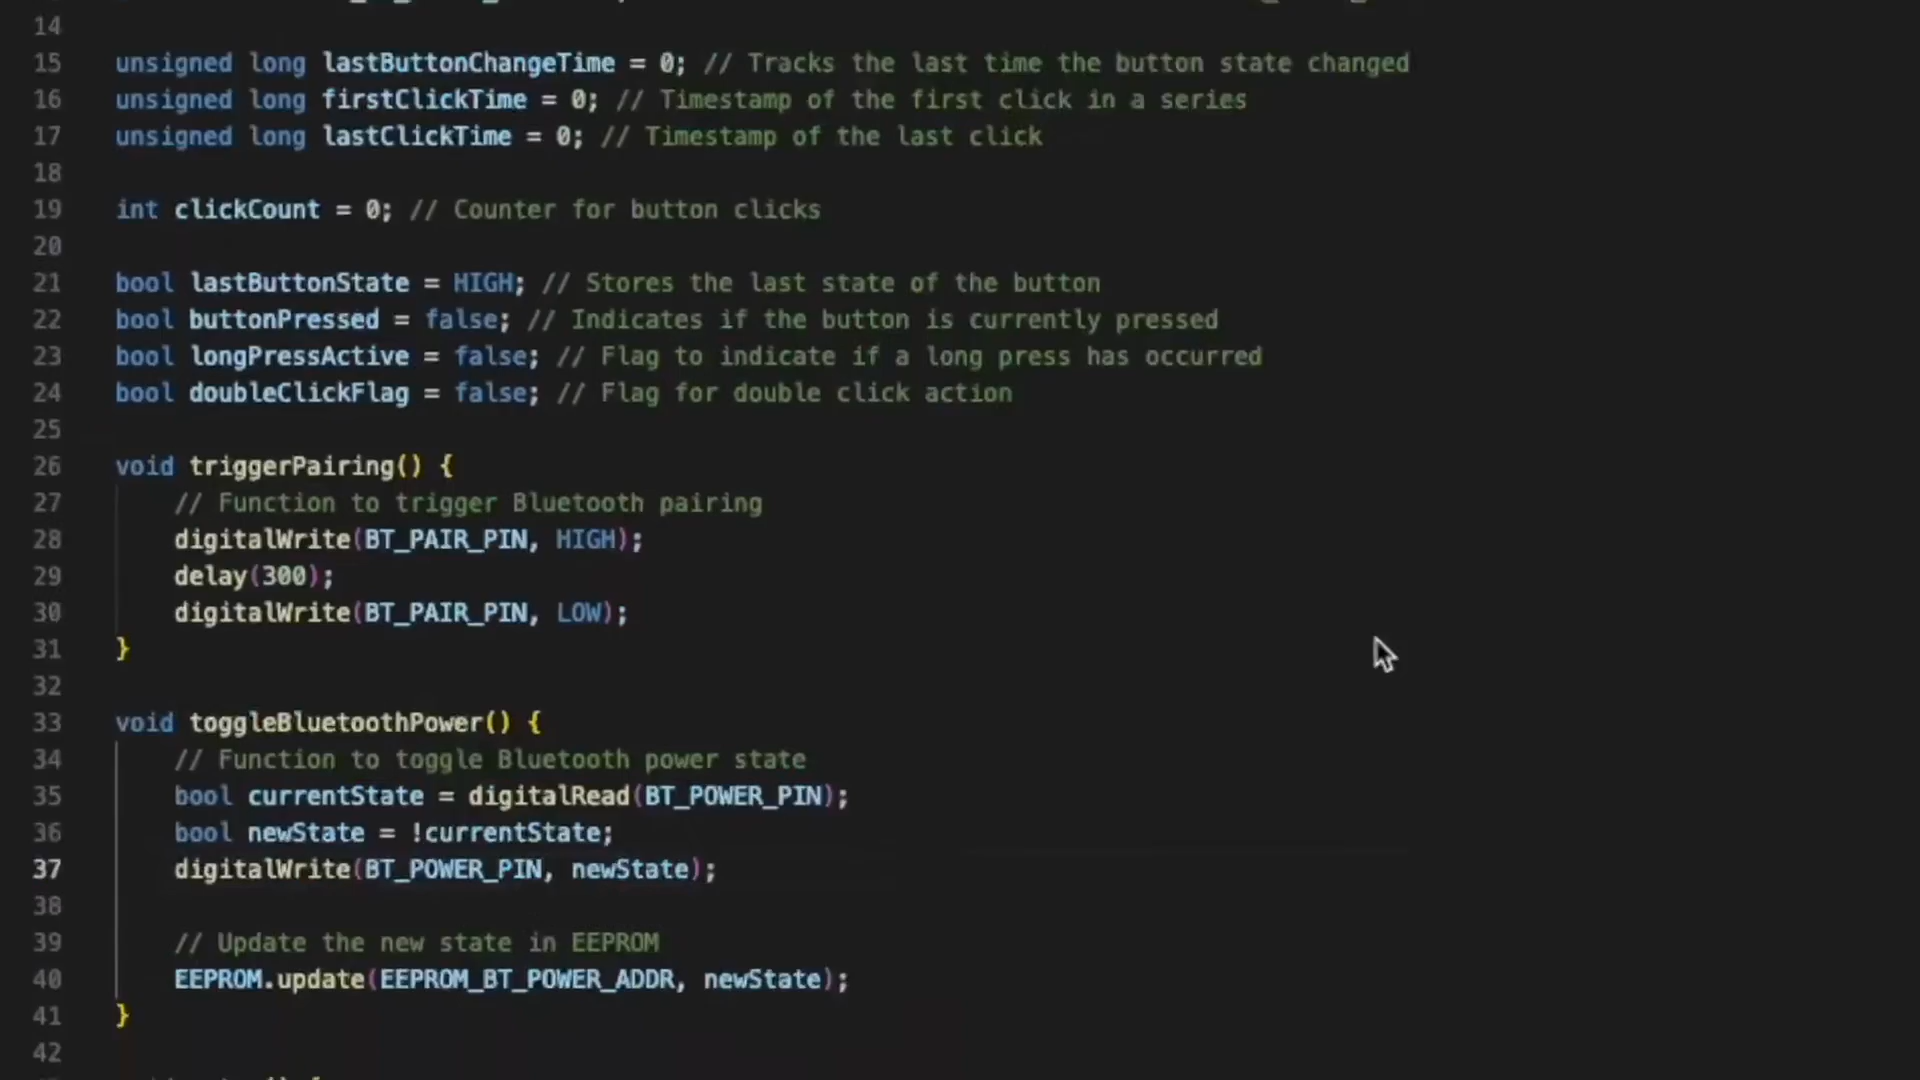 14
15 unsigned long lastButtonChangeTime = 0; // Tracks the last time the button state changed
16 unsigned long firstClickTime = 0; // Timestamp of the first click in a series
17 unsigned long lastClickTime = 0; // Timestamp of the last click
18
19 int clickCount = 0; // Counter for button clicks
20
21 bool lastButtonState = HIGH; // Stores the last state of the button
22 bool buttonPressed = false; // Indicates if the button is currently pressed
23 bool longPressActive = false; // Flag to indicate if a long press has occurred
24 bool doubleClickFlag = false; // Flag for double click action
25
26 void triggerPairing() {
27 // Function to trigger Bluetooth pairing
28 digitalWrite(BT_PAIR_PIN, HIGH);
29 delay(300);
30 digitalWrite(BT_PAIR_PIN, LOW);
31 }
32
33 void toggleBluetoothPower() {
34 // Function to toggle Bluetooth power state
35 bool currentState = digitalRead(BT_POWER_PIN);
36 bool newState = !currentState;
37 digitalWrite(BT_POWER_PIN, newState);
38
39 // Update the new state in EEPROM
40 EEPROM.update(EEPROM_BT_POWER_ADDR, newState);
41 }
42